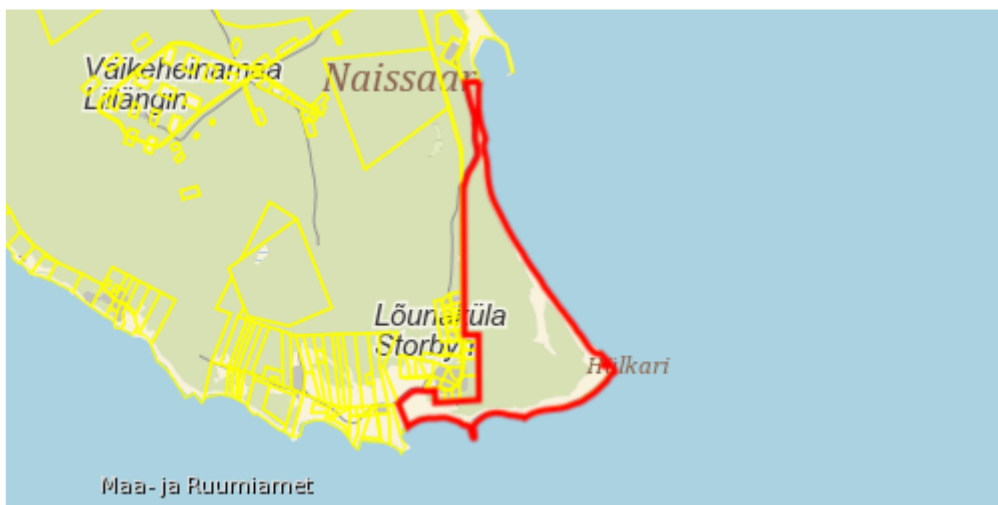 Väikeheinamaa
Lillängin
Naissaar
Lõunaküla
Storbyn
Hülkari
Maa- ja Ruumiamet